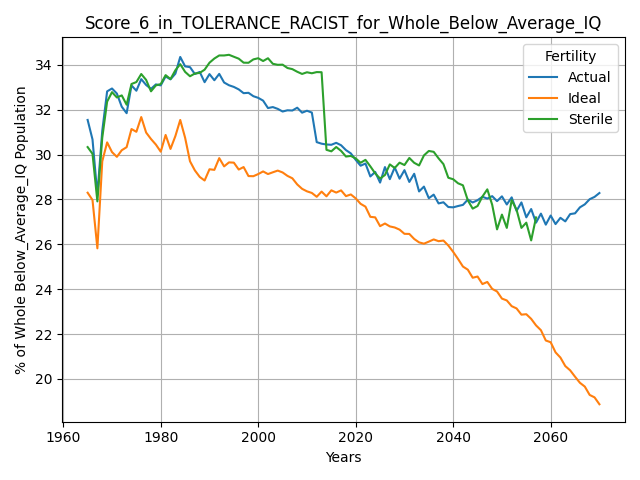 Score_6_in_TOLERANCE_RACIST_for_Whole_Below_Average_IQ
% of Whole Below_Average_IQ Population
34
32
30
28
26
24
22
20
Fertility
Actual
Ideal
Sterile
1960 1980 2000 2020 2040 2060
Years